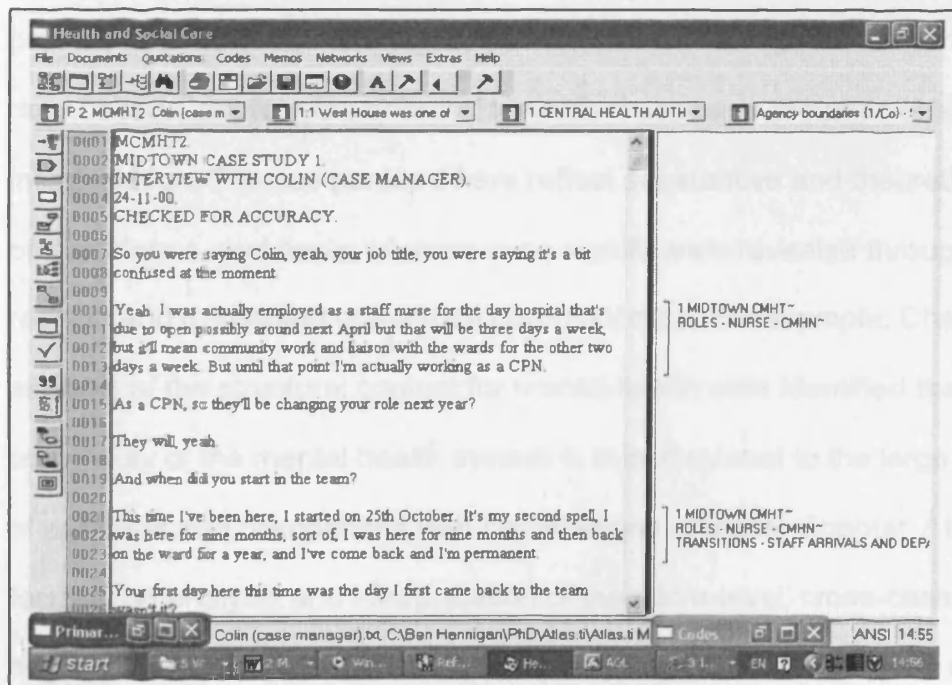 Health and Social Care
File Documents Quotations Codes Memos Networks Views Extras Help
P 2: MCMHT2 - Colin (case m 1:1 West House was one of 1 CENTRAL HEALTH AUTH Agency boundaries {1/Co} -
0001 MCMHT2.
0002 MIDTOWN CASE STUDY 1.
0003 INTERVIEW WITH COLIN (CASE MANAGER).
0004 24-11-00.
0005 CHECKED FOR ACCURACY.
0006
0007 So you were saying Colin, yeah, your job title, you were saying it's a bit
0008 confused at the moment.
0009
0010 Yeah, I was actually employed as a staff nurse for the day hospital that's
0011 due to open possibly around next April but that will be three days a week,
0012 but it'll mean community work and liaison with the wards for the other two
0013 days a week. But until that point I'm actually working as a CPN.
0014
0015 As a CPN, so they'll be changing your role next year?
0016
0017 They will, yeah.
0018
0019 And when did you start in the team?
0020
0021 This time I've been here, I started on 25th October. It's my second spell, I
0022 was here for nine months, sort of, I was here for nine months and then back
0023 on the ward for a year, and I've come back and I'm permanent.
0024
0025 Your first day here this time was the day I first came back to the team
1 MIDTOWN CMHT~
ROLES - NURSE - CMHN~
1 MIDTOWN CMHT~
ROLES - NURSE - CMHN~
TRANSITIONS - STAFF ARRIVALS AND DEPA
Primar... Colin (case manager).txt, C:\Ben Hannigan\PhD\Atlas.ti\Atlas.ti M Codes ANSI 14:55
start 5 W 2 M Win... Ref... He... AOL 3 I EN 14:56